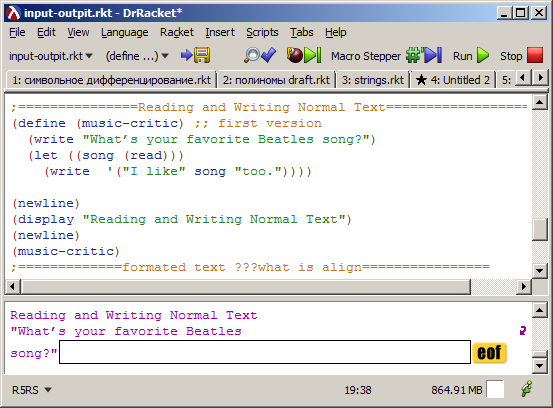 input-outpit.rkt - DrRacket*
File Edit View Language Racket Insert Scripts Tabs Help
input-outpit.rkt (define ...) Macro Stepper Run Stop
1: символьное дифференцирование.rkt 2: полиномы draft.rkt 3: strings.rkt ★ 4: Untitled 2 5:
;===============Reading and Writing Normal Text==================
(define (music-critic) ;; first version
(write "What’s your favorite Beatles song?")
(let ((song (read)))
(write '("I like" song "too."))))
(newline)
(display "Reading and Writing Normal Text")
(newline)
(music-critic)
;=============formated text ???what is align================
Reading and Writing Normal Text
"What’s your favorite Beatles
song?" eof
R5RS 19:38 864.91 MB